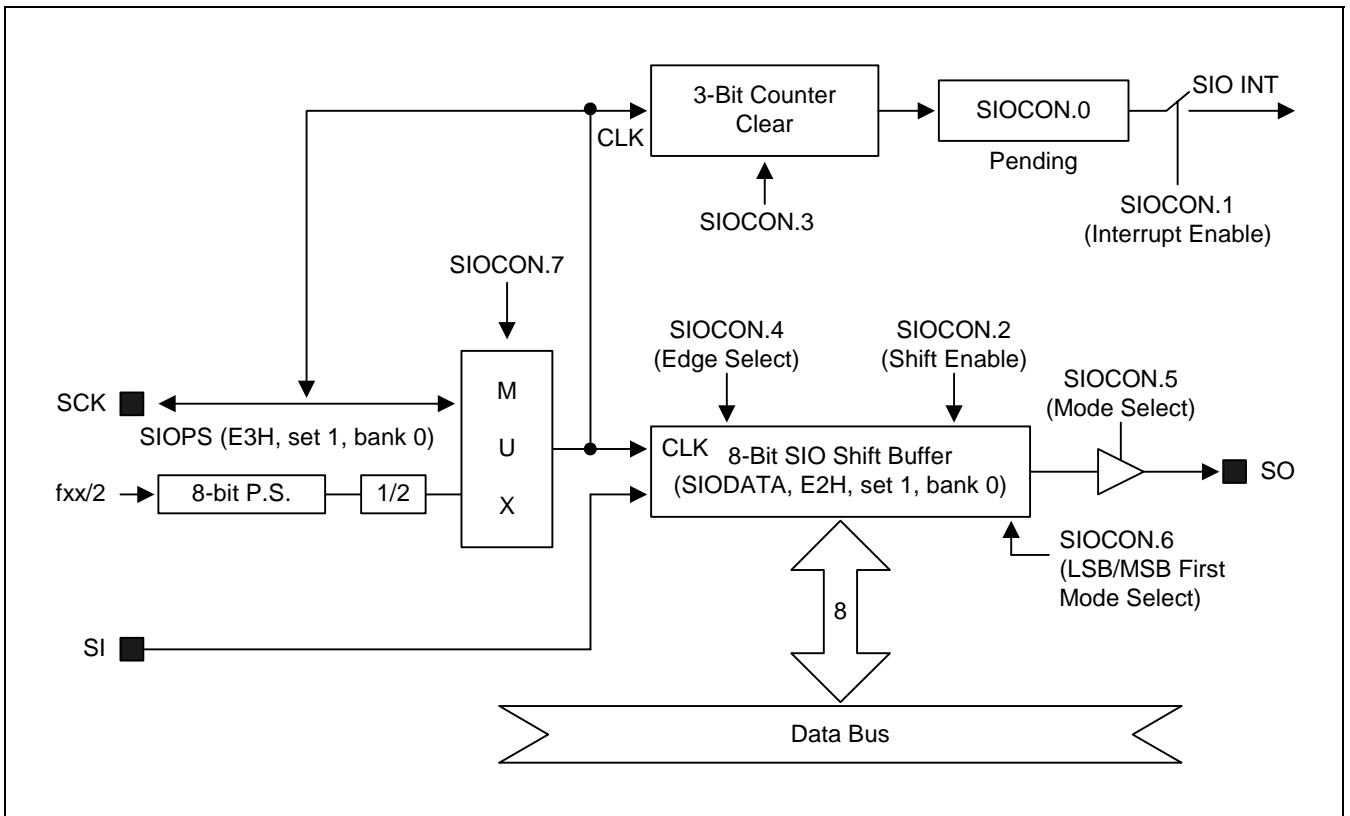 3-Bit Counter
Clear
CLK
SIOCON.0
Pending
SIO INT
SIOCON.3
SIOCON.1
(Interrupt Enable)
SIOCON.7
SIOCON.4
(Edge Select)
SIOCON.2
(Shift Enable)
SIOCON.5
(Mode Select)
SCK
SIOPS (E3H, set 1, bank 0)
M
U
X
fxx/2
8-bit P.S.
1/2
CLK
8-Bit SIO Shift Buffer
(SIODATA, E2H, set 1, bank 0)
SO
SIOCON.6
(LSB/MSB First
Mode Select)
8
SI
Data Bus